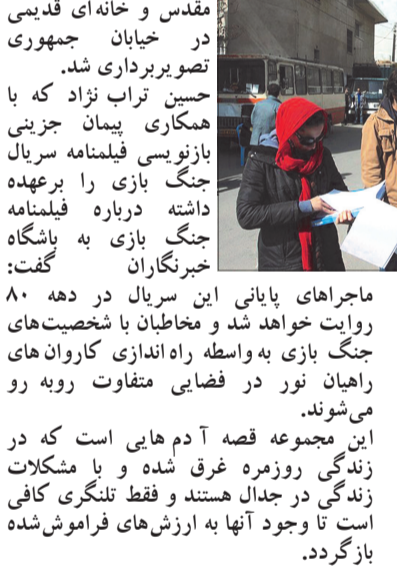 مقدس و خانه‌ای قدیمی
در خیابان جمهوری
تصویربرداری شد.
حسین تراب نژاد که با
همکاری پیمان جزینی
بازنویسی فیلمنامه سریال
جنگ بازی را برعهده
داشته درباره فیلمنامه
جنگ بازی به باشگاه
خبرنگاران گفت:
ماجراهای پایانی این سریال در دهه ۸۰
روایت خواهد شد و مخاطبان با شخصیت‌های
جنگ بازی به واسطه راه اندازی کاروان های
راهیان نور در فضایی متفاوت روبه رو
می‌شوند.
این مجموعه قصه آ دم هایی است که در
زندگی روزمره غرق شده و با مشکلات
زندگی در جدال هستند و فقط تلنگری کافی
است تا وجود آنها به ارزش‌های فراموش‌شده
بازگردد.